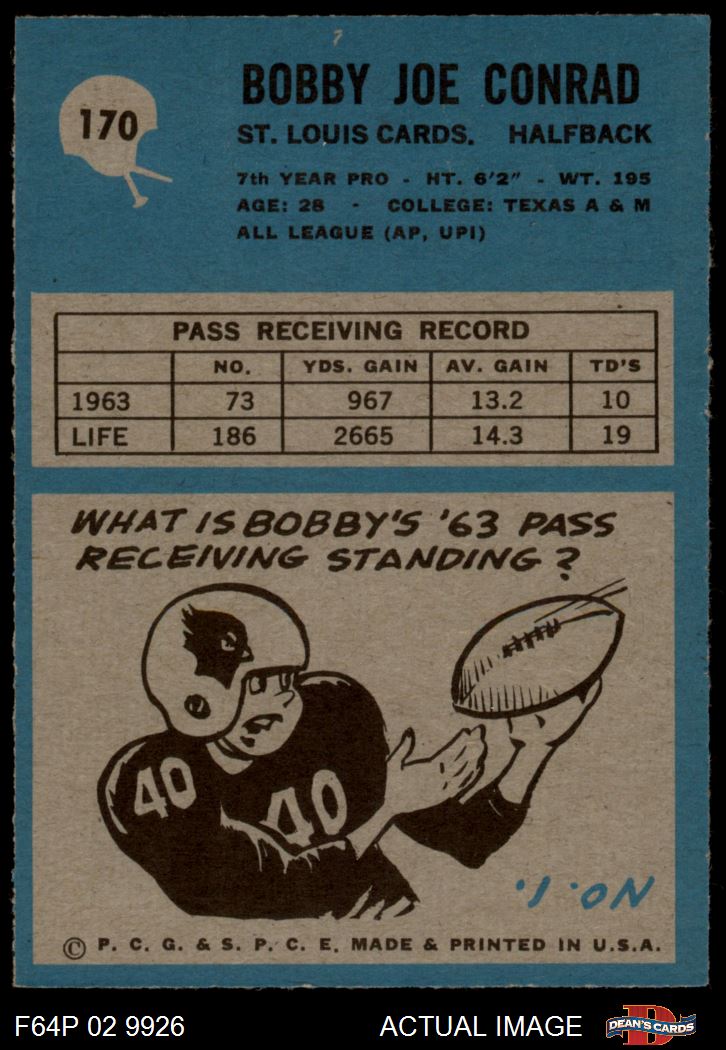 7
170
BOBBY JOE CONRAD
ST. LOUIS CARDS. HALFBACK
7th YEAR PRO - HT. 6'2" - WT. 195
AGE: 28 - COLLEGE: TEXAS A & M
ALL LEAGUE (AP, UPI)
PASS RECEIVING RECORD
NO. YDS. GAIN AV. GAIN TD'S
1963 73 967 13.2 10
LIFE 186 2665 14.3 19
WHAT IS BOBBY'S '63 PASS
RECEIVING STANDING?
40 40
NO. 1.
© P. C. G. & S. P. C. E. MADE & PRINTED IN U.S.A.
F64P 02 9926 ACTUAL IMAGE D DEAN'S CARDS